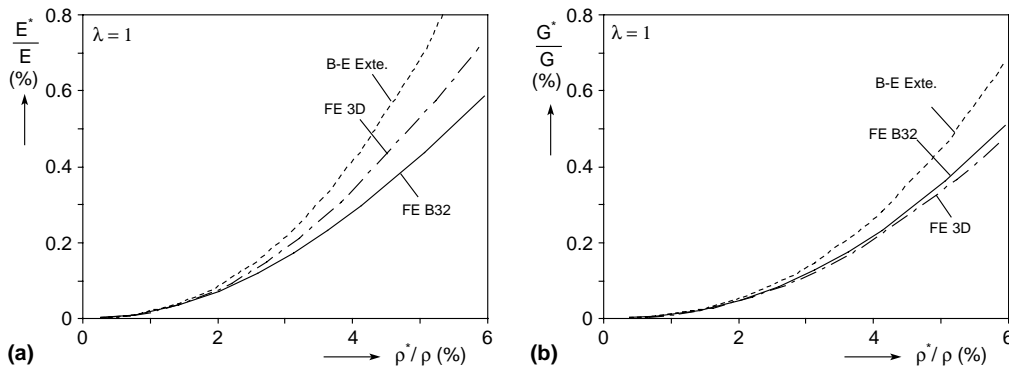 0.8
E*
E
(%)
λ = 1
B-E Exte.
0.6
FE 3D
0.4
FE B32
0.2
0
0
2
4
6
(a)
ρ*/ρ (%)
0.8
G*
G
(%)
λ = 1
B-E Exte.
0.6
FE B32
0.4
FE 3D
0.2
0
0
2
4
6
(b)
ρ*/ρ (%)